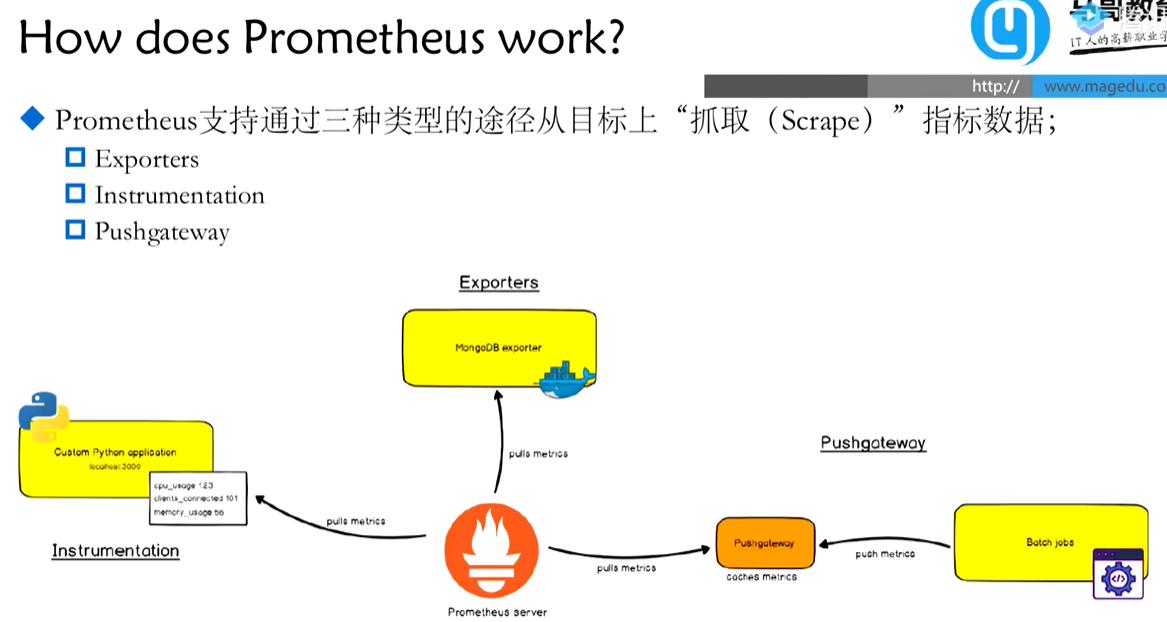 How does Prometheus work?
IT人的高薪职业学
http://
www.magedu.co
Prometheus支持通过三种类型的途径从目标上“抓取（Scrape）”指标数据；
Exporters
Instrumentation
Pushgateway
Exporters
MongoDB exporter
pulls metrics
Pushgateway
Custom Python application
localhost:3000
cpu_usage 1.23
clients_connected 101
memory_usage 56
pulls metrics
Instrumentation
Pushgateway
caches metrics
pulls metrics
push metrics
Batch jobs
Prometheus server